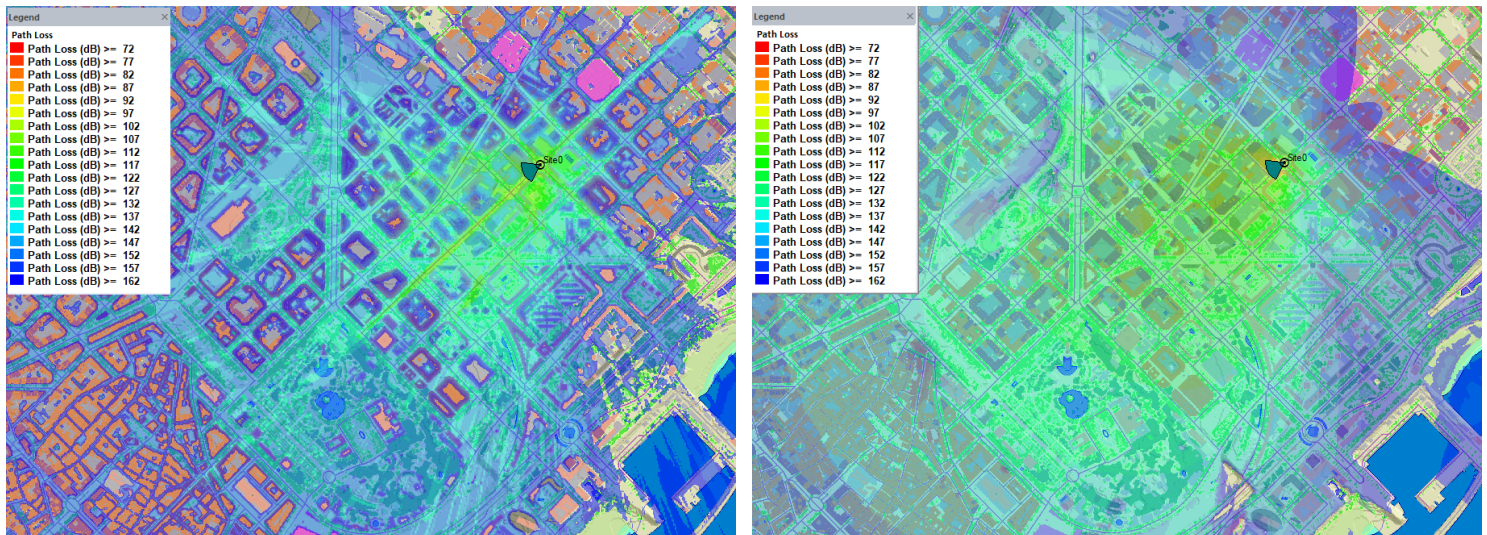 Legend
Path Loss
Path Loss (dB) >= 72
Path Loss (dB) >= 77
Path Loss (dB) >= 82
Path Loss (dB) >= 87
Path Loss (dB) >= 92
Path Loss (dB) >= 97
Path Loss (dB) >= 102
Path Loss (dB) >= 107
Path Loss (dB) >= 112
Path Loss (dB) >= 117
Path Loss (dB) >= 122
Path Loss (dB) >= 127
Path Loss (dB) >= 132
Path Loss (dB) >= 137
Path Loss (dB) >= 142
Path Loss (dB) >= 147
Path Loss (dB) >= 152
Path Loss (dB) >= 157
Path Loss (dB) >= 162
Site0
Legend
Path Loss
Path Loss (dB) >= 72
Path Loss (dB) >= 77
Path Loss (dB) >= 82
Path Loss (dB) >= 87
Path Loss (dB) >= 92
Path Loss (dB) >= 97
Path Loss (dB) >= 102
Path Loss (dB) >= 107
Path Loss (dB) >= 112
Path Loss (dB) >= 117
Path Loss (dB) >= 122
Path Loss (dB) >= 127
Path Loss (dB) >= 132
Path Loss (dB) >= 137
Path Loss (dB) >= 142
Path Loss (dB) >= 147
Path Loss (dB) >= 152
Path Loss (dB) >= 157
Path Loss (dB) >= 162
Site0